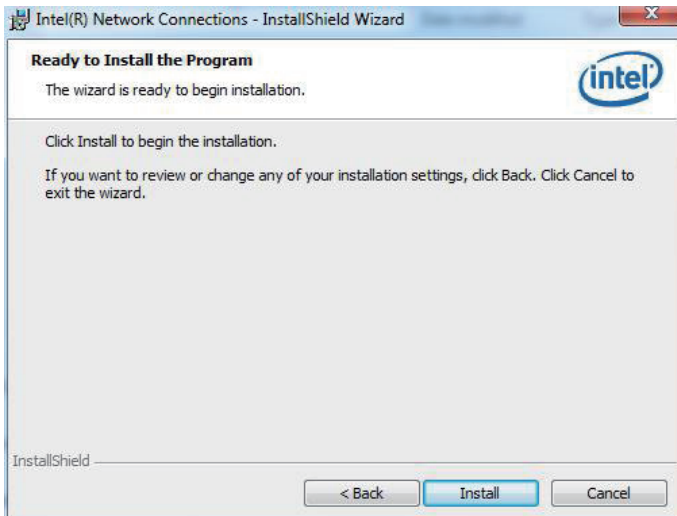 Intel(R) Network Connections - InstallShield Wizard
Ready to Install the Program
The wizard is ready to begin installation.
intel
Click Install to begin the installation.
If you want to review or change any of your installation settings, click Back. Click Cancel to
exit the wizard.
InstallShield
< Back
Install
Cancel